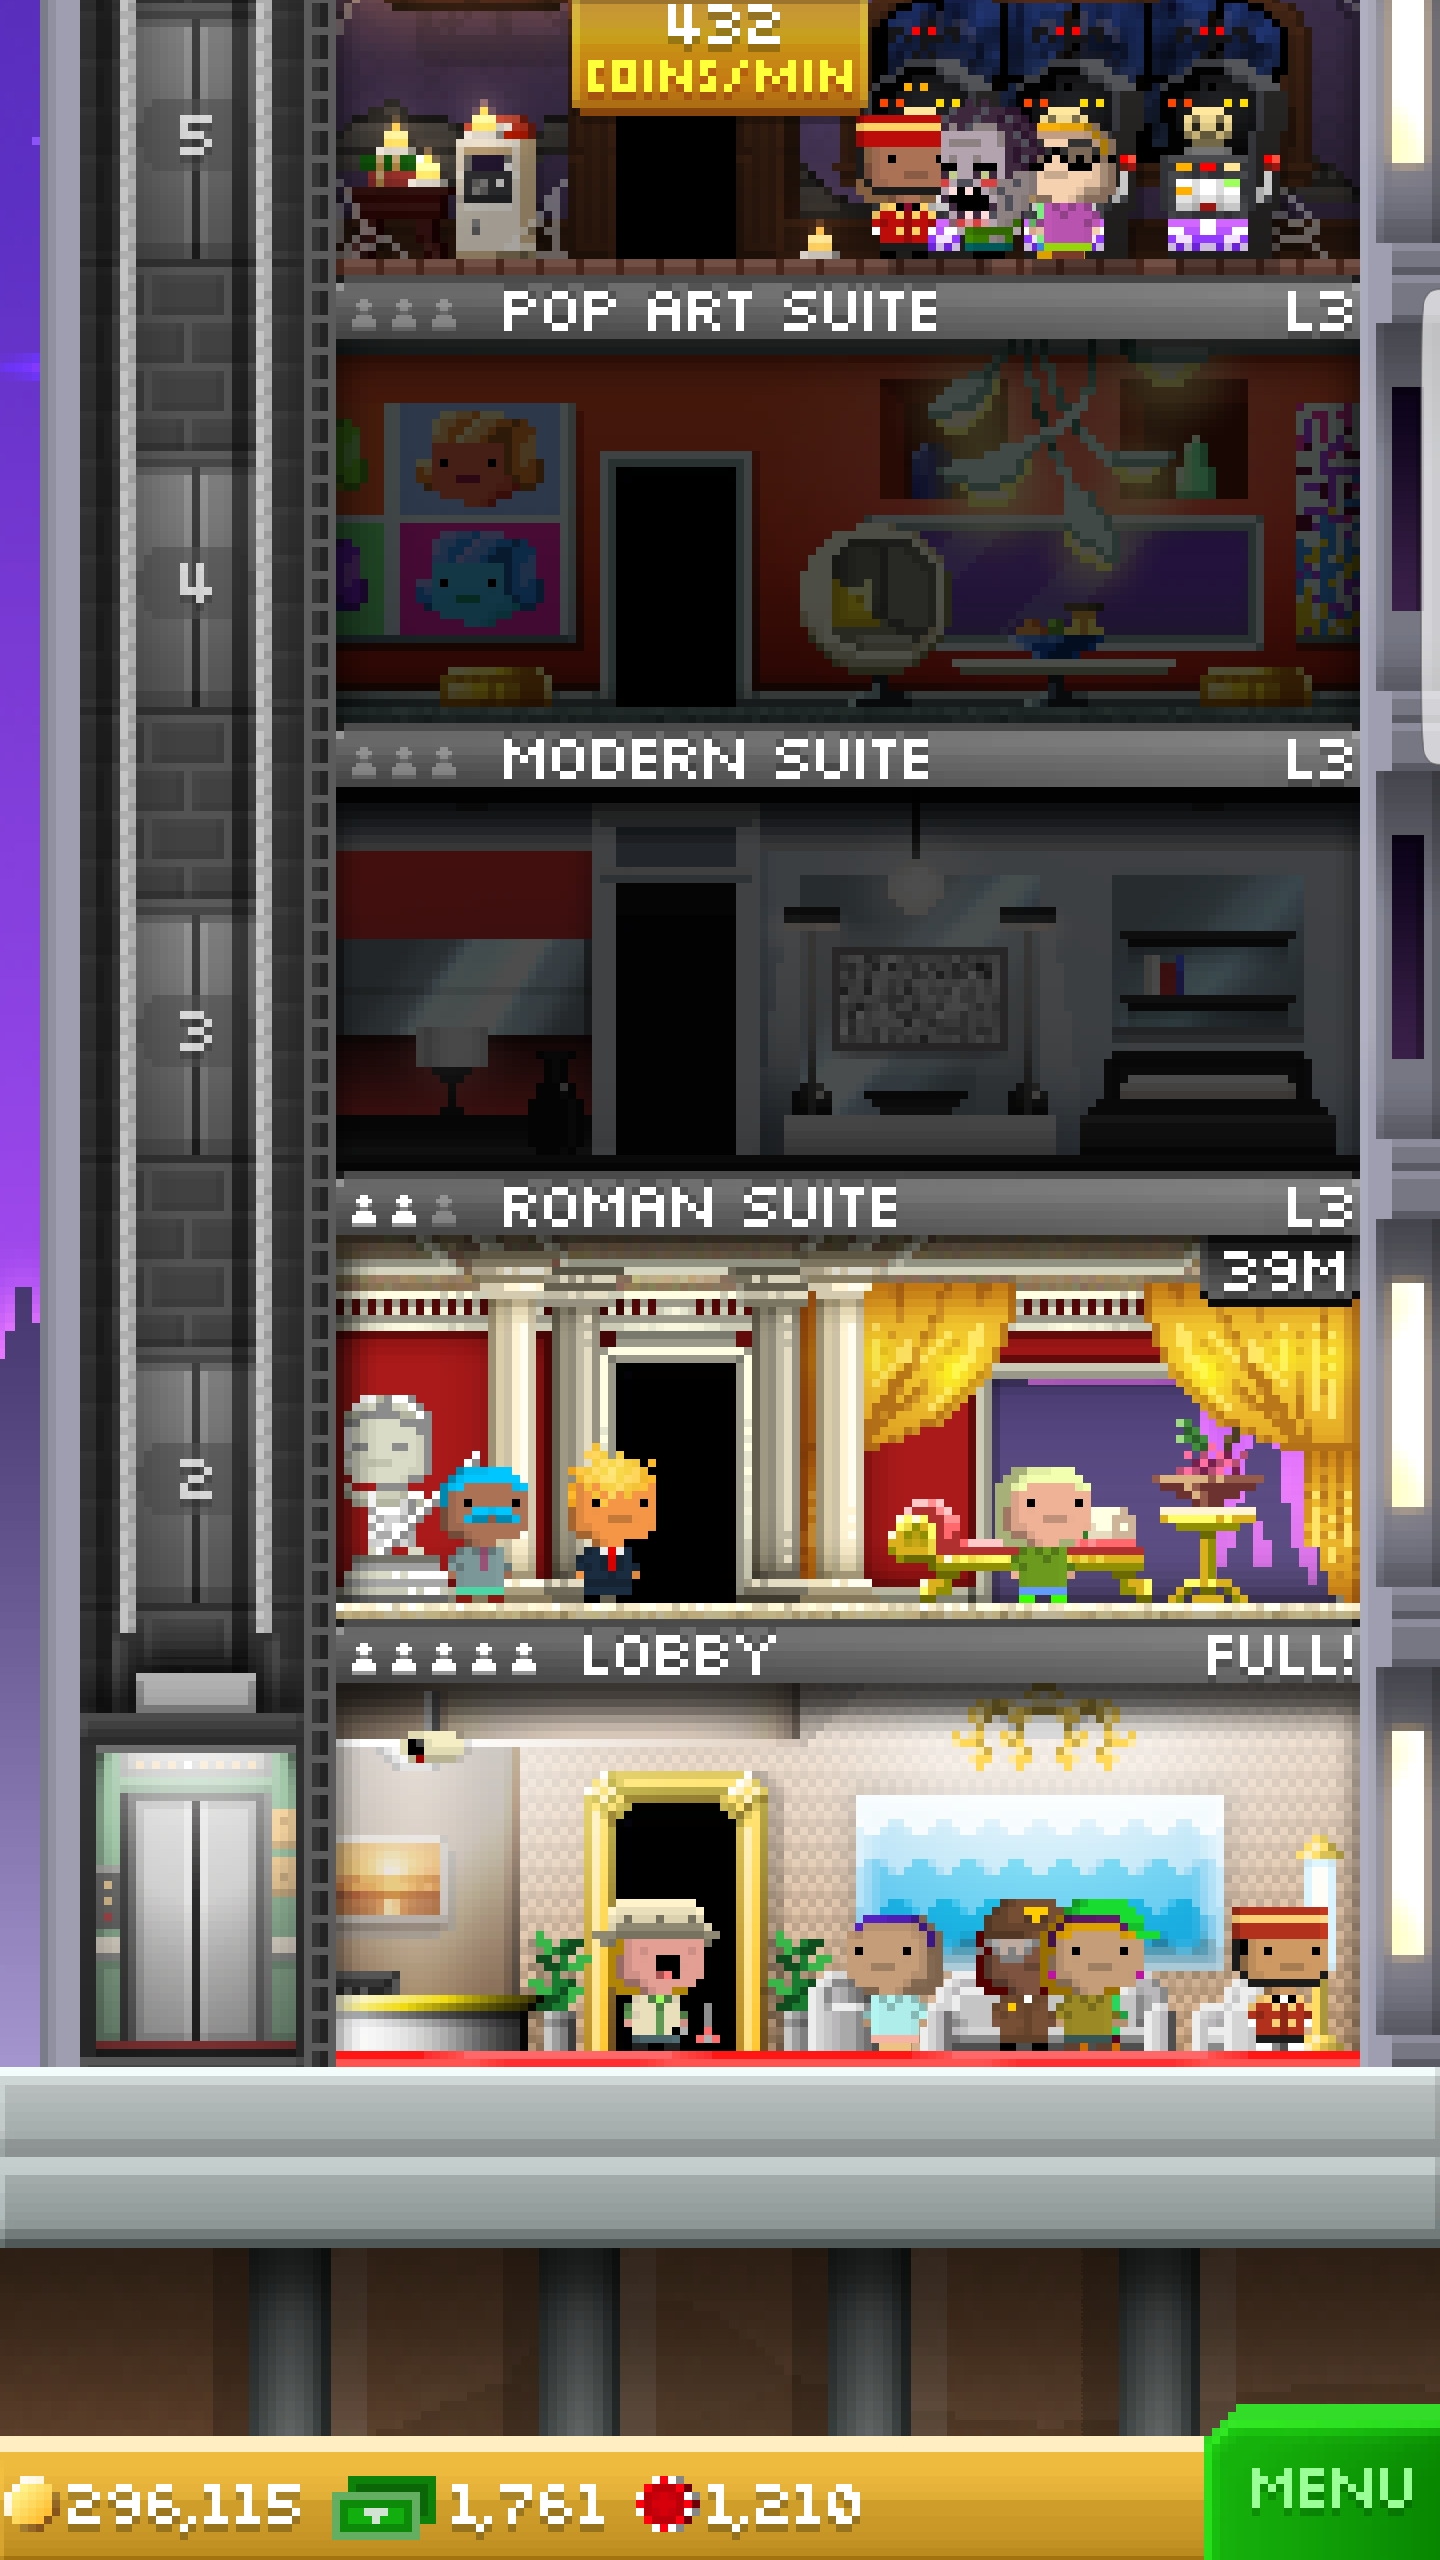 432
COINS/MIN
5
POP ART SUITE L3
4
MODERN SUITE L3
3
ROMAN SUITE L3
39M
2
LOBBY FULL!
296,115 1,761 1,210 MENU